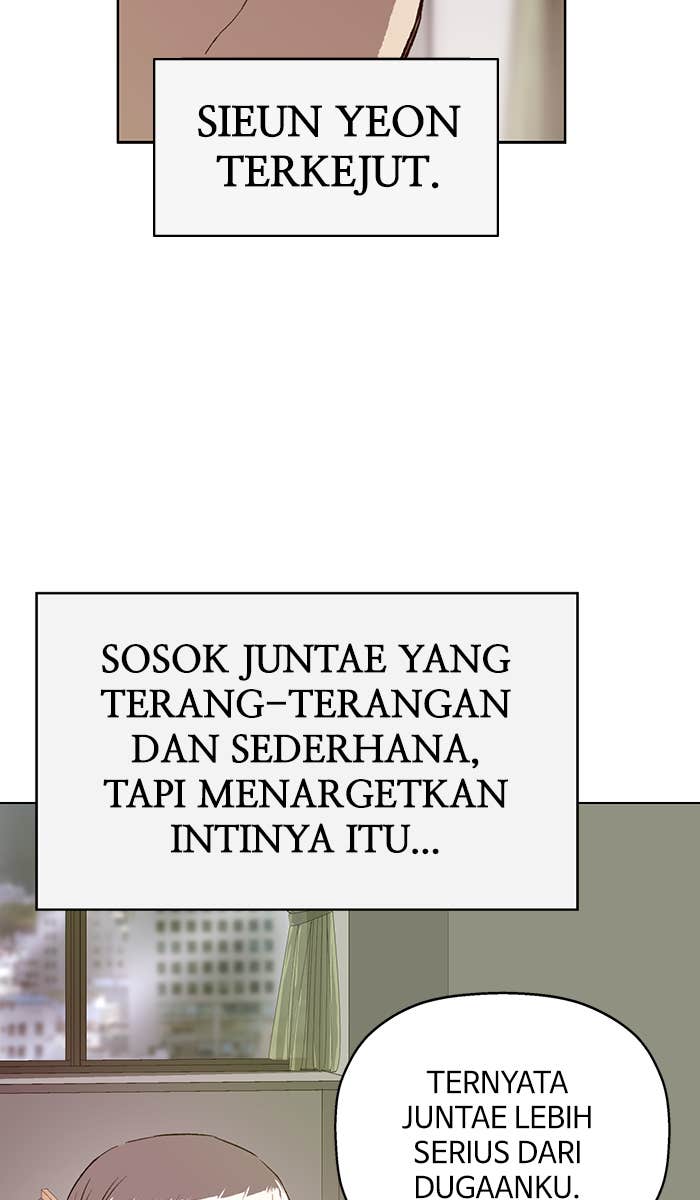 SIEUN YEON
TERKEJUT.
SOSOK JUNTAE YANG
TERANG-TERANGAN
DAN SEDERHANA,
TAPI MENARGETKAN
INTINYA ITU...
TERNYATA
JUNTAE LEBIH
SERIUS DARI
DUGAANKU.